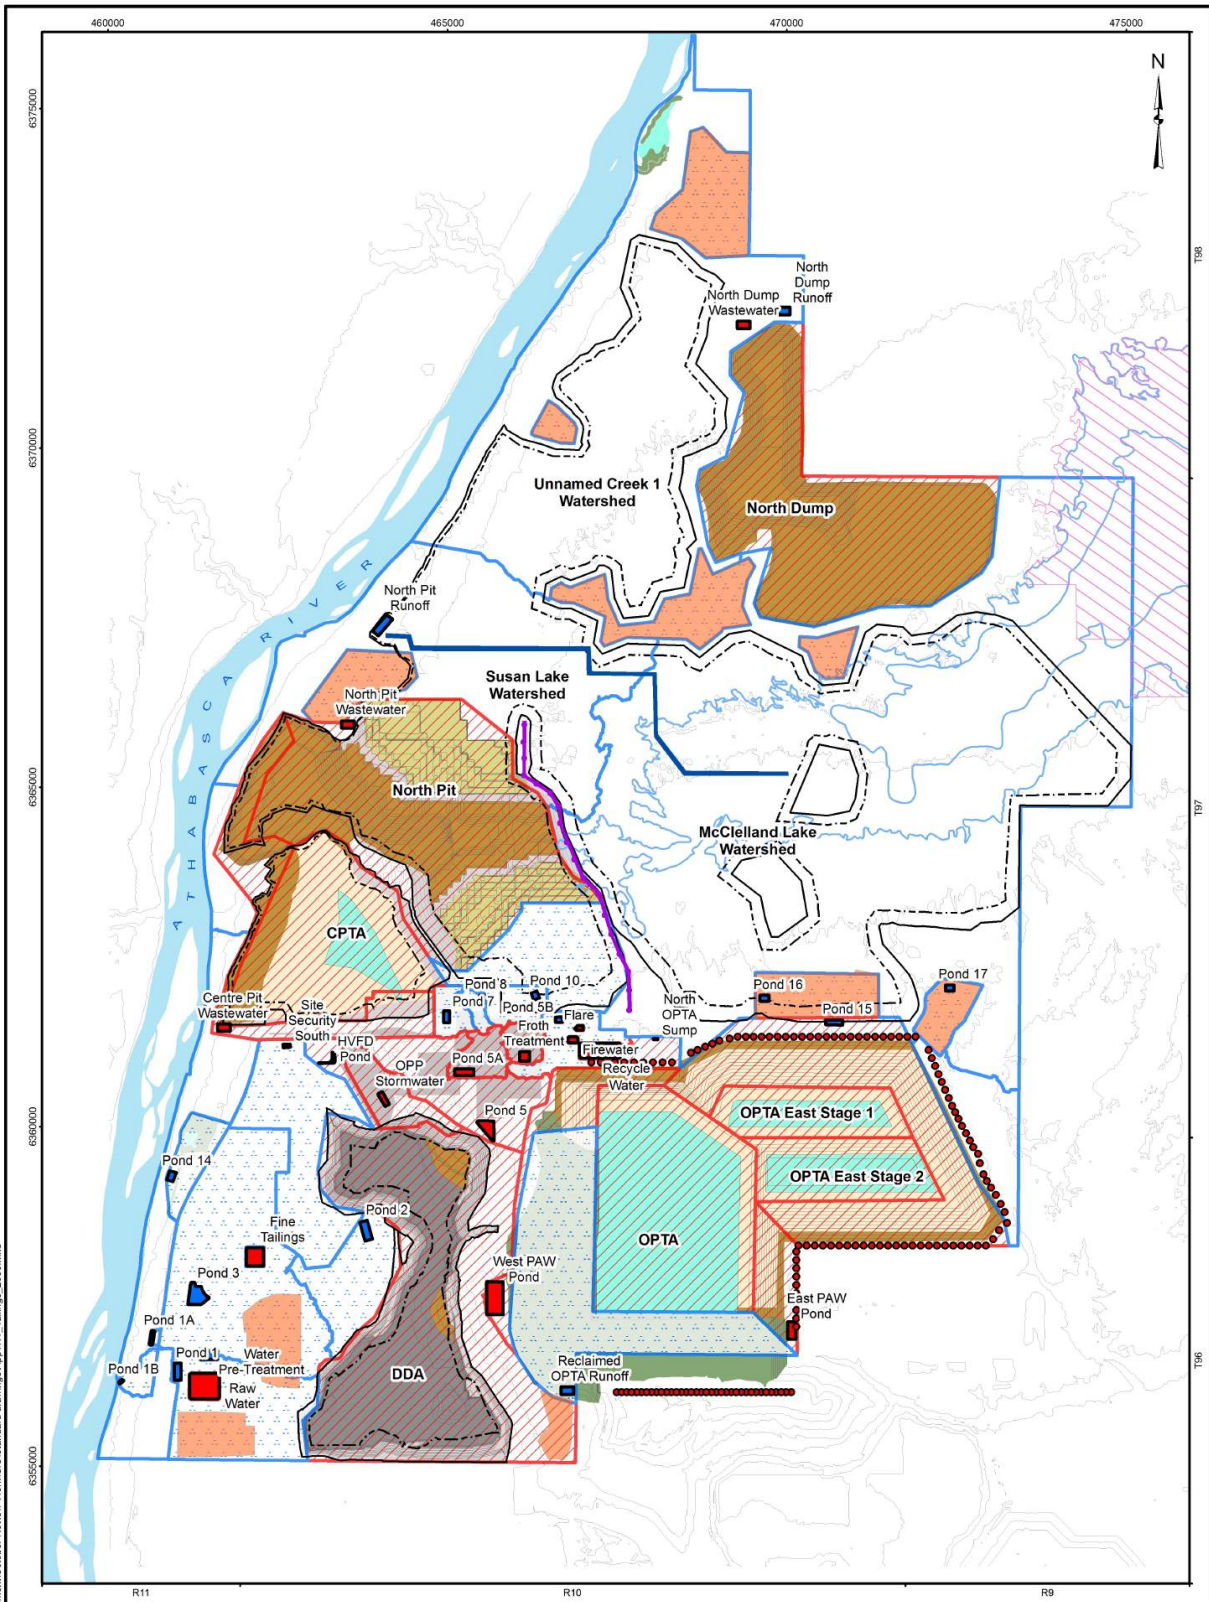 460000
465000
470000
475000
N
6375000
T98
North
Dump
Runoff
North Dump
Wastewater
6370000
Unnamed Creek 1
Watershed
North Dump
ATHABASCA RIVER
North Pit
Runoff
Susan Lake
Watershed
North Pit
Wastewater
6365000
North Pit
T97
McClelland Lake
Watershed
CPTA
Pond 8
Pond 10
Pond 16
Pond 17
Centre Pit
Wastewater
Site
Security
South
Pond 7
Pond 5B
Flare
North
OPTA
Sump
Pond 15
HVFD
Pond
Froth
Treatment
Firewater
OPP
Stormwater
Pond 5A
Recycle
Water
6360000
Pond 5
OPTA East Stage 1
Pond 14
OPTA East Stage 2
Pond 2
Fine
Tailings
OPTA
Pond 3
West PAW
Pond
East PAW
Pond
Pond 1A
Pond 1B
Pond 1
Water
Pre-Treatment
Raw
Water
DDA
Reclaimed
OPTA Runoff
T96
6355000
R11
R10
R9